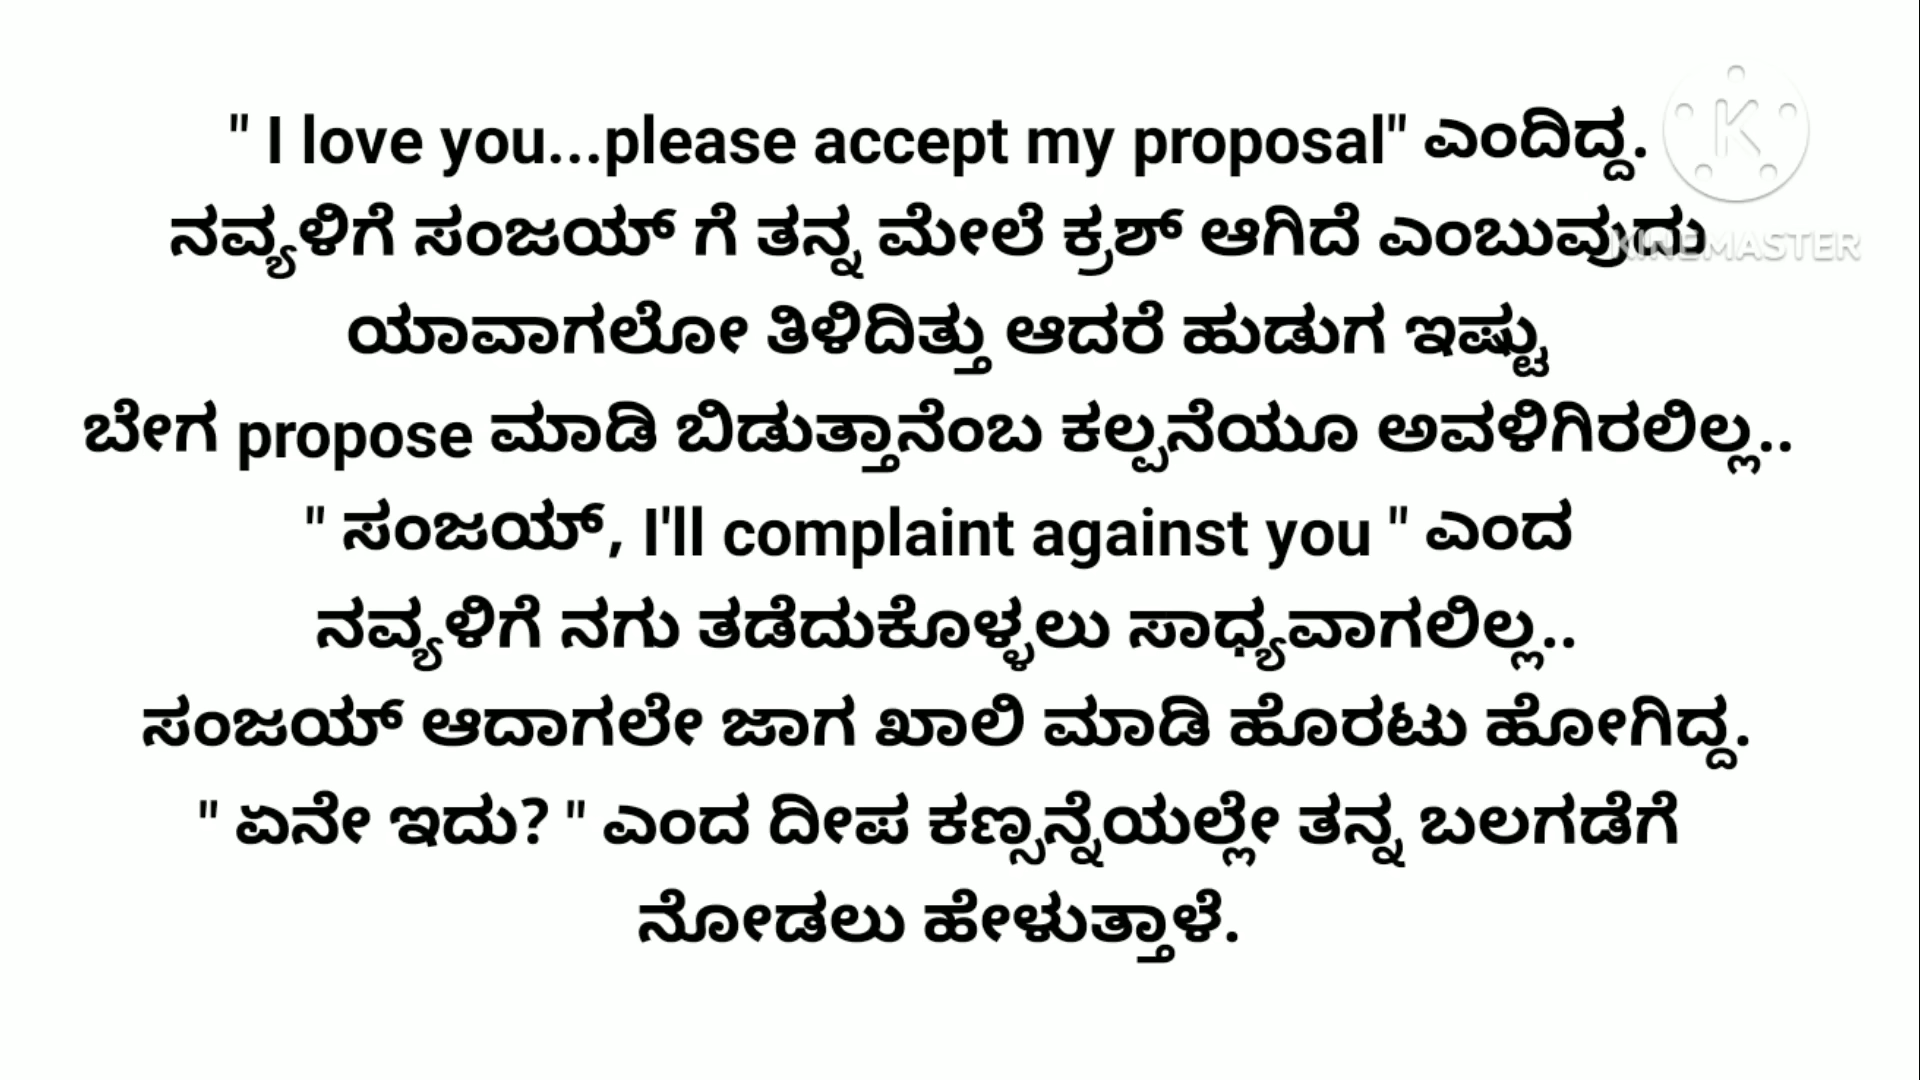 " I love you...please accept my proposal" ಎಂದಿದ್ದ.
ನವ್ಯಳಿಗೆ ಸಂಜಯ್ ಗೆ ತನ್ನ ಮೇಲೆ ಕ್ರಶ್ ಆಗಿದೆ ಎಂಬುವುದು
ಯಾವಾಗಲೋ ತಿಳಿದಿತ್ತು ಆದರೆ ಹುಡುಗ ಇಷ್ಟು
ಬೇಗ propose ಮಾಡಿ ಬಿಡುತ್ತಾನೆಂಬ ಕಲ್ಪನೆಯೂ ಅವಳಿಗಿರಲಿಲ್ಲ..
" ಸಂಜಯ್, I'll complaint against you " ಎಂದ
ನವ್ಯಳಿಗೆ ನಗು ತಡೆದುಕೊಳ್ಳಲು ಸಾಧ್ಯವಾಗಲಿಲ್ಲ..
ಸಂಜಯ್ ಆದಾಗಲೇ ಜಾಗ ಖಾಲಿ ಮಾಡಿ ಹೊರಟು ಹೋಗಿದ್ದ.
" ಏನೇ ಇದು? " ಎಂದ ದೀಪ ಕಣ್ಸನ್ನೆಯಲ್ಲೇ ತನ್ನ ಬಲಗಡೆಗೆ
ನೋಡಲು ಹೇಳುತ್ತಾಳೆ.
K
KINEMASTER